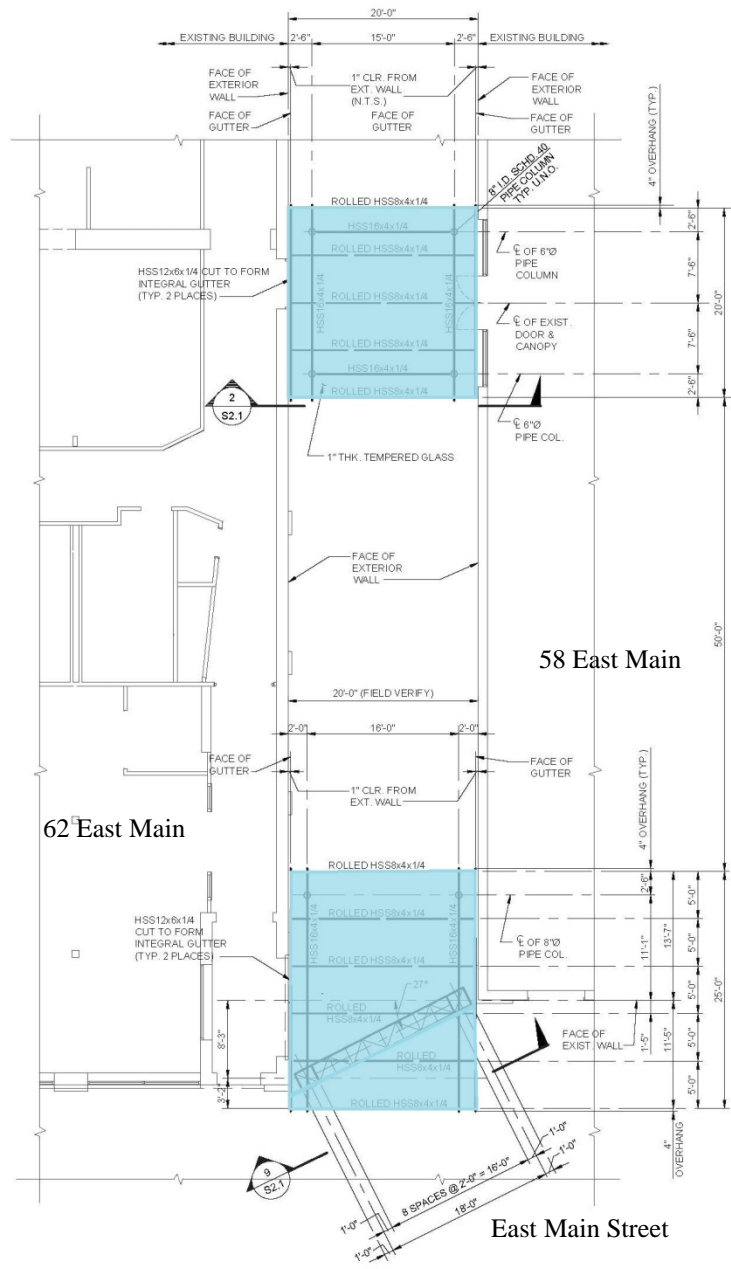 20'-0"
EXISTING BUILDING
2'-6"
15'-0"
2'-6"
EXISTING BUILDING
FACE OF
EXTERIOR
WALL
1" CLR. FROM
EXT. WALL
(N.T.S.)
FACE OF
EXTERIOR
WALL
FACE OF
GUTTER
FACE OF
GUTTER
FACE OF
GUTTER
4" OVERHANG (TYP.)
8" I.D. SCHD. 40
PIPE COLUMN
TYP. U.N.O.
ROLLED HSS8x4x1/4
HSS16x4x1/4
ROLLED HSS8x4x1/4
HSS12x6x1/4 CUT TO FORM
INTEGRAL GUTTER
(TYP. 2 PLACES)
HSS16x4x1/4
HSS16x4x1/4
ROLLED HSS8x4x1/4
ROLLED HSS8x4x1/4
HSS16x4x1/4
ROLLED HSS8x4x1/4
℄ OF 6"Ø
PIPE
COLUMN
℄ OF EXIST.
DOOR &
CANOPY
℄ 6"Ø
PIPE COL.
2'-6"
7'-6"
7'-6"
2'-6"
20'-0"
2
S2.1
1" THK. TEMPERED GLASS
FACE OF
EXTERIOR
WALL
50'-0"
58 East Main
20'-0" (FIELD VERIFY)
2'-0"
16'-0"
2'-0"
FACE OF
GUTTER
FACE OF
GUTTER
1" CLR. FROM
EXT. WALL
4" OVERHANG (TYP.)
62 East Main
ROLLED HSS8x4x1/4
HSS16x4x1/4
HSS16x4x1/4
HSS12x6x1/4
CUT TO FORM
INTEGRAL GUTTER
(TYP. 2 PLACES)
ROLLED HSS8x4x1/4
ROLLED HSS8x4x1/4
℄ OF 8"Ø
PIPE COL.
27"
ROLLED
HSS8x4x1/4
ROLLED
HSS8x4x1/4
ROLLED HSS8x4x1/4
FACE OF
EXIST. WALL
2'-6"
11'-1"
1'-5"
13'-7"
11'-5"
5'-0"
5'-0"
5'-0"
5'-0"
5'-0"
25'-0"
4"
OVERHANG
8'-3"
3'-2"
9
S2.1
1'-0"
1'-0"
8 SPACES @ 2'-0" = 16'-0"
18'-0"
1'-0"
1'-0"
East Main Street